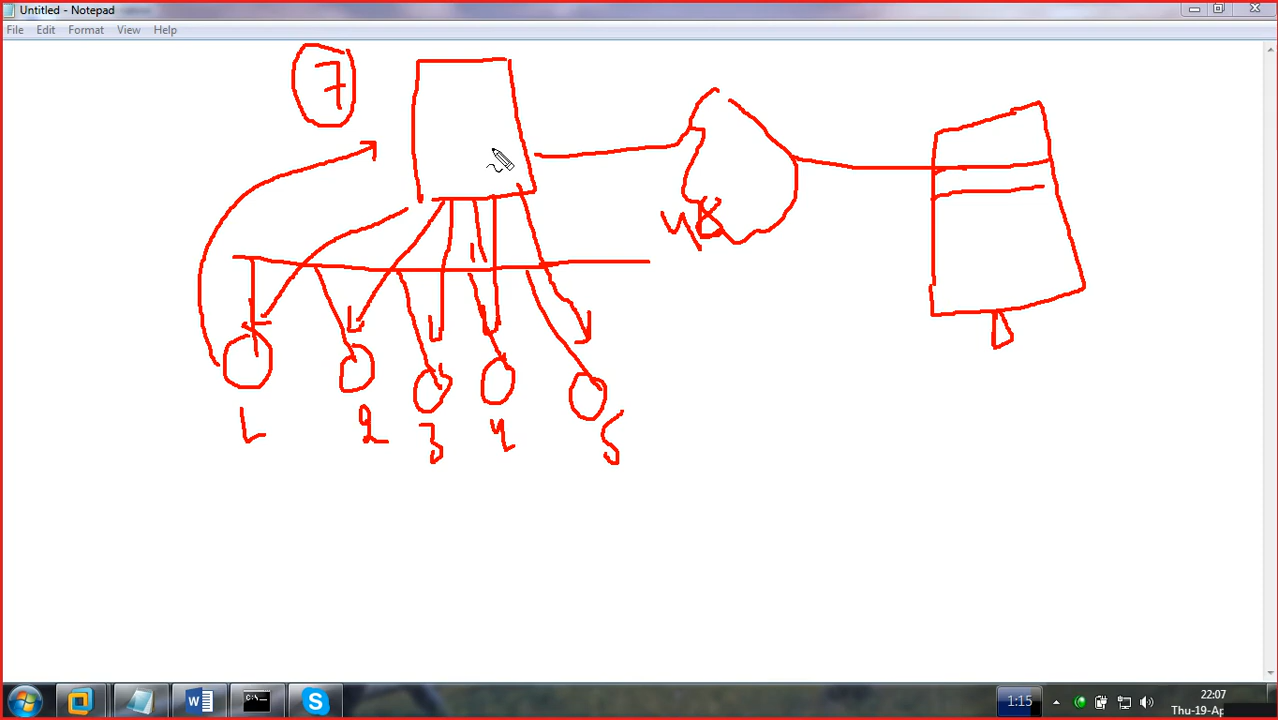 Untitled - Notepad
File Edit Format View Help
7
1 2 3 4 5
1:15
22:07
Thu-19-Ap